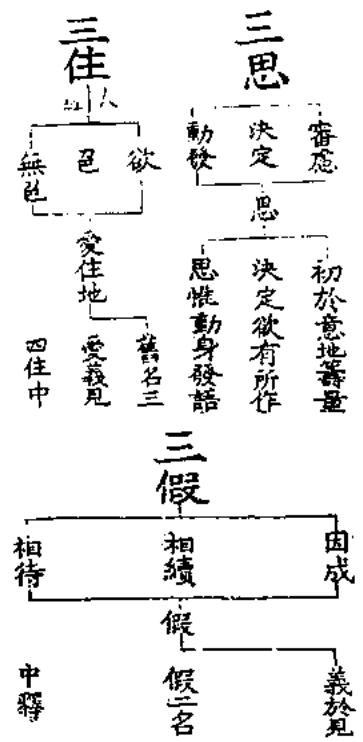 三思
審慮
決定
動發
思
初於意地籌量
決定欲有所作
思惟動身發語
三住
欲
色
無色
愛住地
舊名三
愛義見
四住中
三假
因成
相續
相待
假
義於見
假二名
中釋